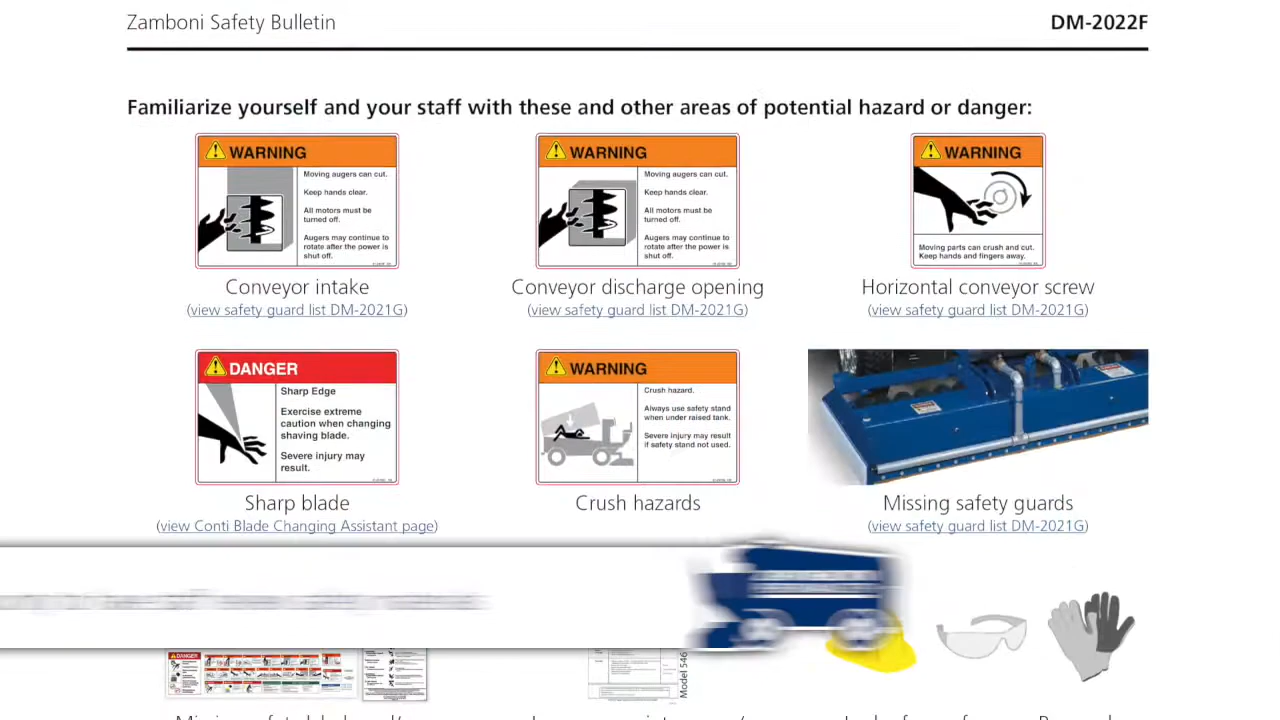 Zamboni Safety Bulletin
DM-2022F
Familiarize yourself and your staff with these and other areas of potential hazard or danger:
WARNING
Moving augers can cut.
Keep hands clear.
All motors must be
turned off.
Augers may continue to
rotate after the power is
shut off.
Conveyor intake
(view safety guard list DM-2021G)
WARNING
Moving augers can cut.
Keep hands clear.
All motors must be
turned off.
Augers may continue to
rotate after the power is
shut off.
Conveyor discharge opening
(view safety guard list DM-2021G)
WARNING
Moving parts can crush and cut.
Keep hands and fingers away.
Horizontal conveyor screw
(view safety guard list DM-2021G)
DANGER
Sharp Edge
Exercise extreme
caution when changing
shaving blade.
Severe injury may
result.
Sharp blade
(view Conti Blade Changing Assistant page)
WARNING
Crush hazard.
Always use safety stand
when under raised tank.
Severe injury may result
if safety stand not used.
Crush hazards
Missing safety guards
(view safety guard list DM-2021G)
DANGER
Model 546